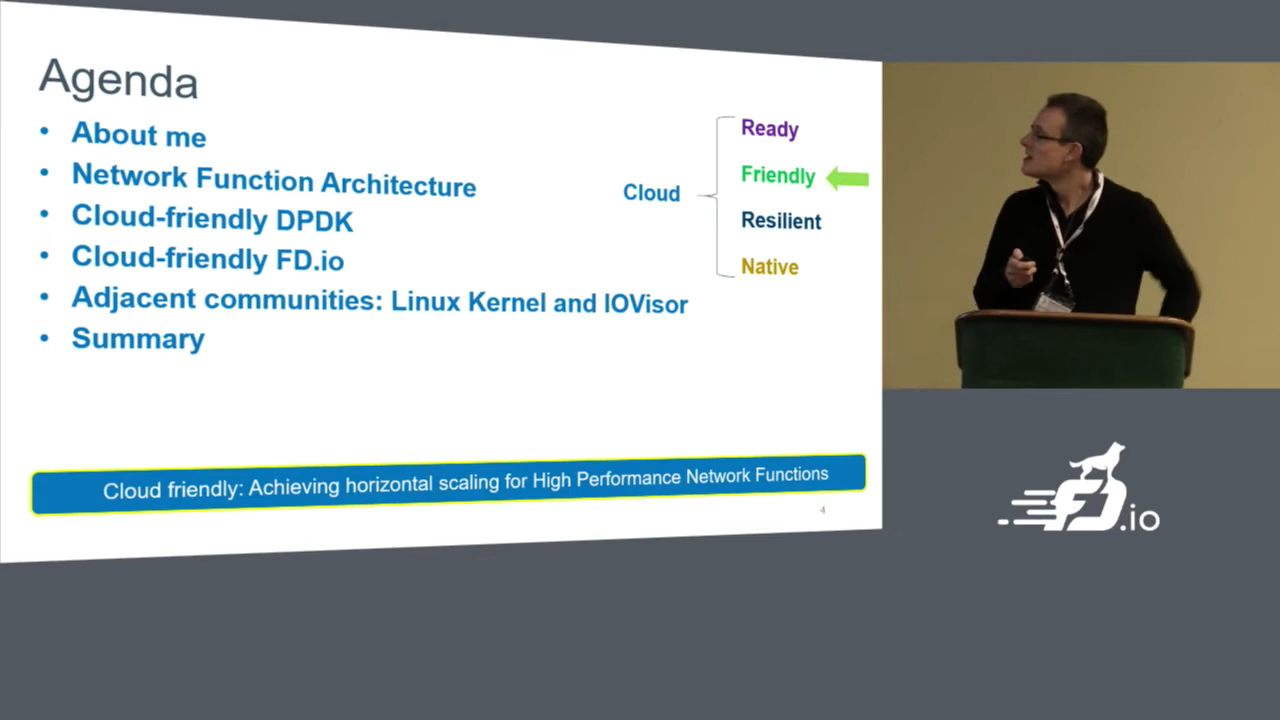 Agenda
• About me
• Network Function Architecture
• Cloud-friendly DPDK
• Cloud-friendly FD.io
• Adjacent communities: Linux Kernel and IOVisor
• Summary
Cloud
Ready
Friendly
Resilient
Native
Cloud friendly: Achieving horizontal scaling for High Performance Network Functions
4
FD.io